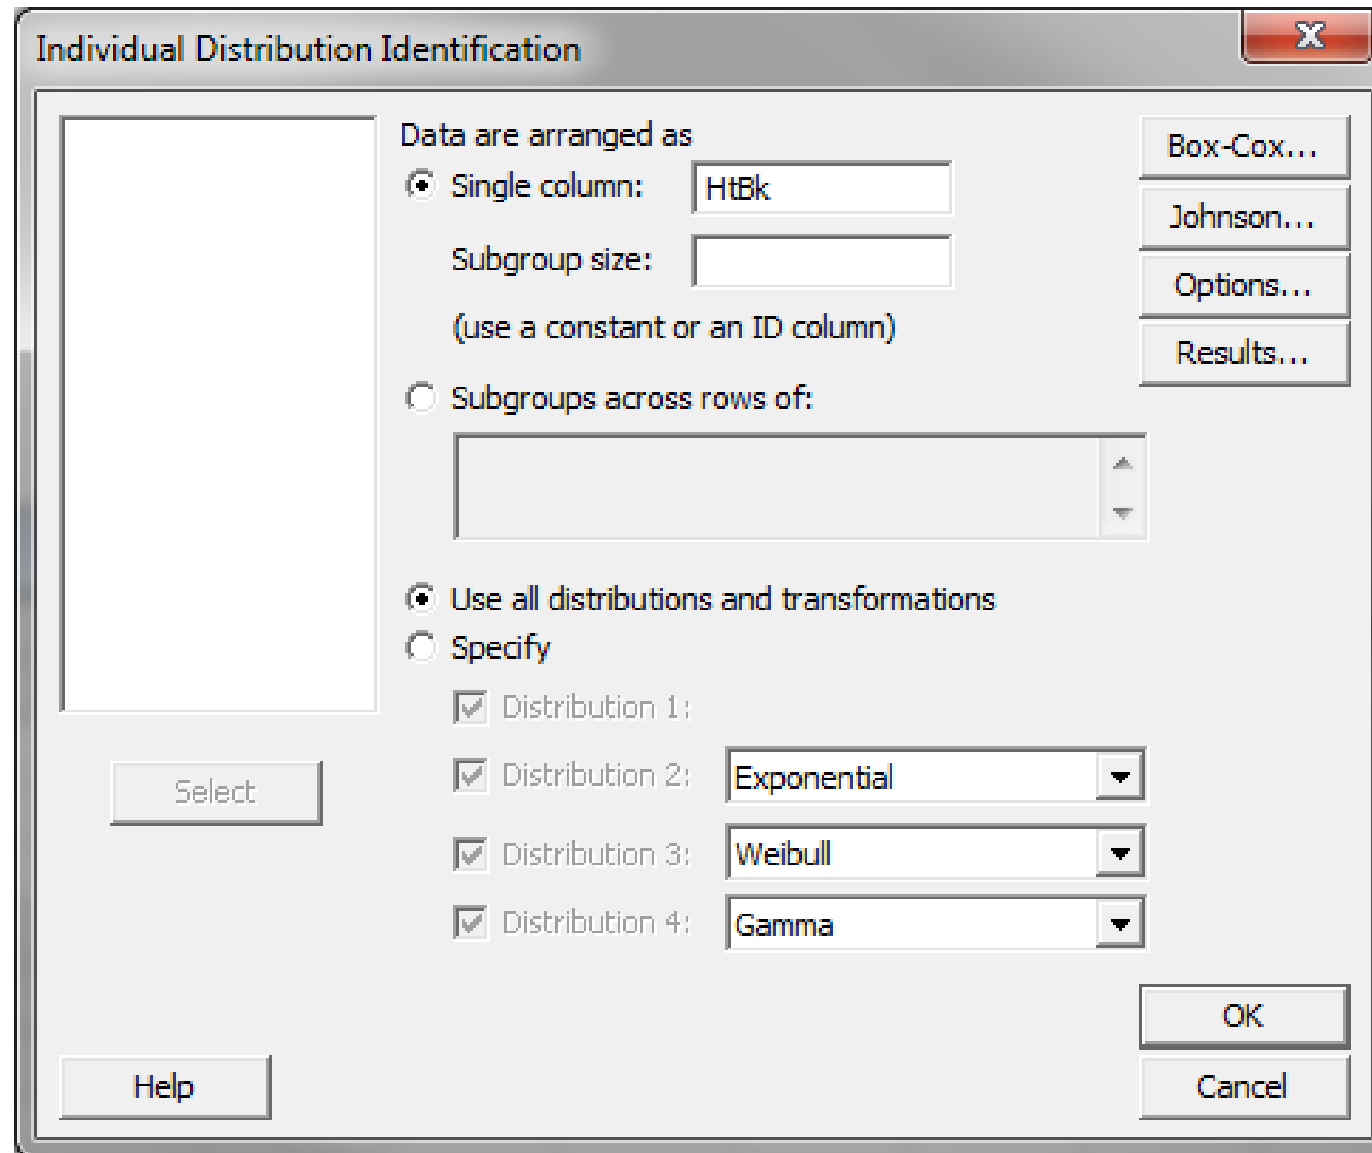 Individual Distribution Identification
Data are arranged as
Single column: HtBk
Subgroup size:
(use a constant or an ID column)
Subgroups across rows of:
Use all distributions and transformations
Specify
Distribution 1:
Distribution 2: Exponential
Distribution 3: Weibull
Distribution 4: Gamma
Box-Cox...
Johnson...
Options...
Results...
Select
Help
OK
Cancel